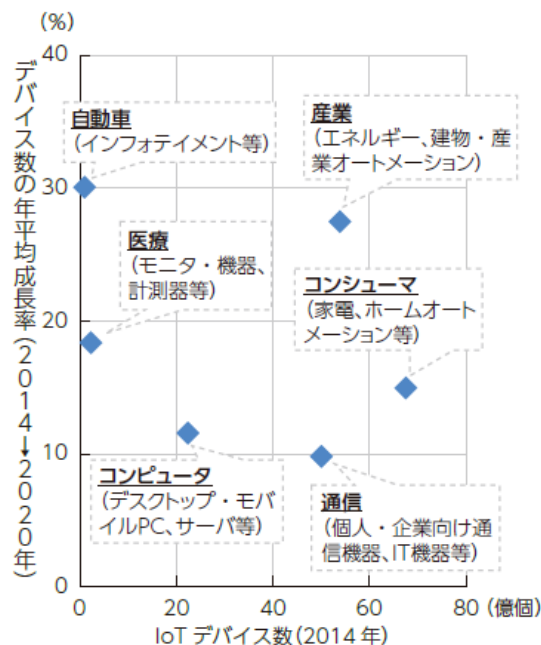 (%)
40
30
20
10
0
デバイス数の年平均成長率(2014→2020年)
自動車
(インフォテイメント等)
産業
(エネルギー、建物・産
業オートメーション)
医療
(モニタ・機器、
計測器等)
コンシューマ
(家電、ホームオート
メーション等)
コンピュータ
(デスクトップ・モバ
イルPC、サーバ等)
通信
(個人・企業向け通
信機器、IT機器等)
0 20 40 60 80 (億個)
IoT デバイス数(2014 年)